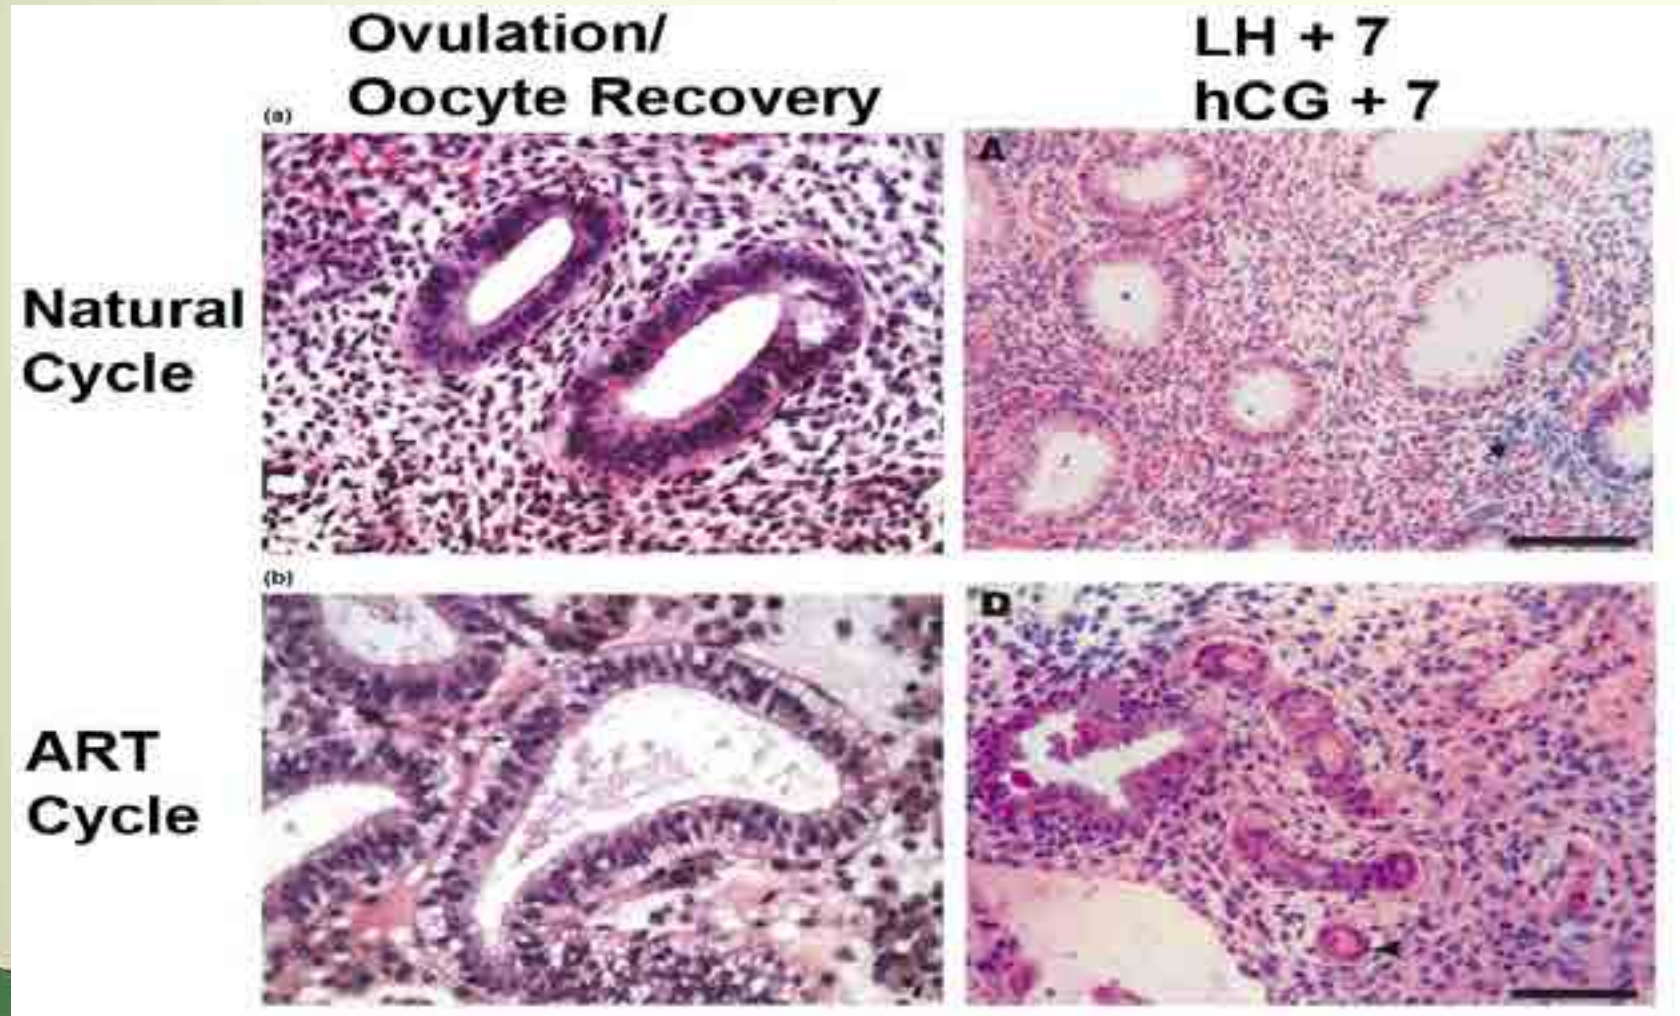 Ovulation/
Oocyte Recovery
LH + 7
hCG + 7
(a)
A
Natural
Cycle
(b)
D
ART
Cycle